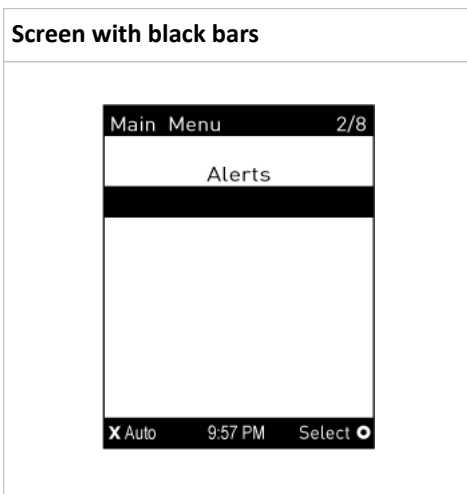 Screen with black bars
Main Menu 2/8
Alerts
X Auto 9:57 PM Select